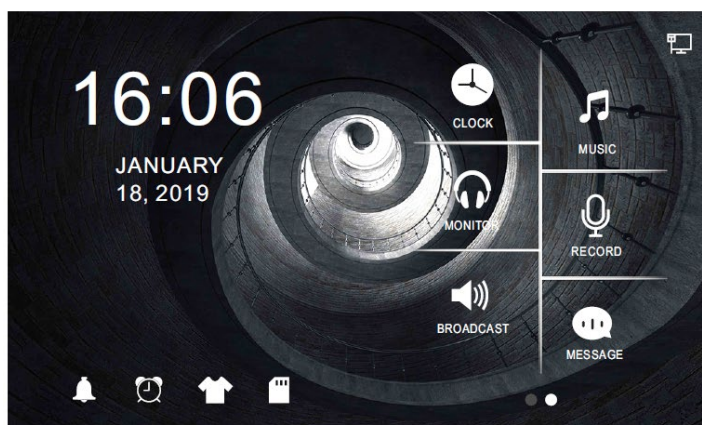 16:06
JANUARY
18, 2019
CLOCK
MUSIC
MONITOR
RECORD
BROADCAST
MESSAGE